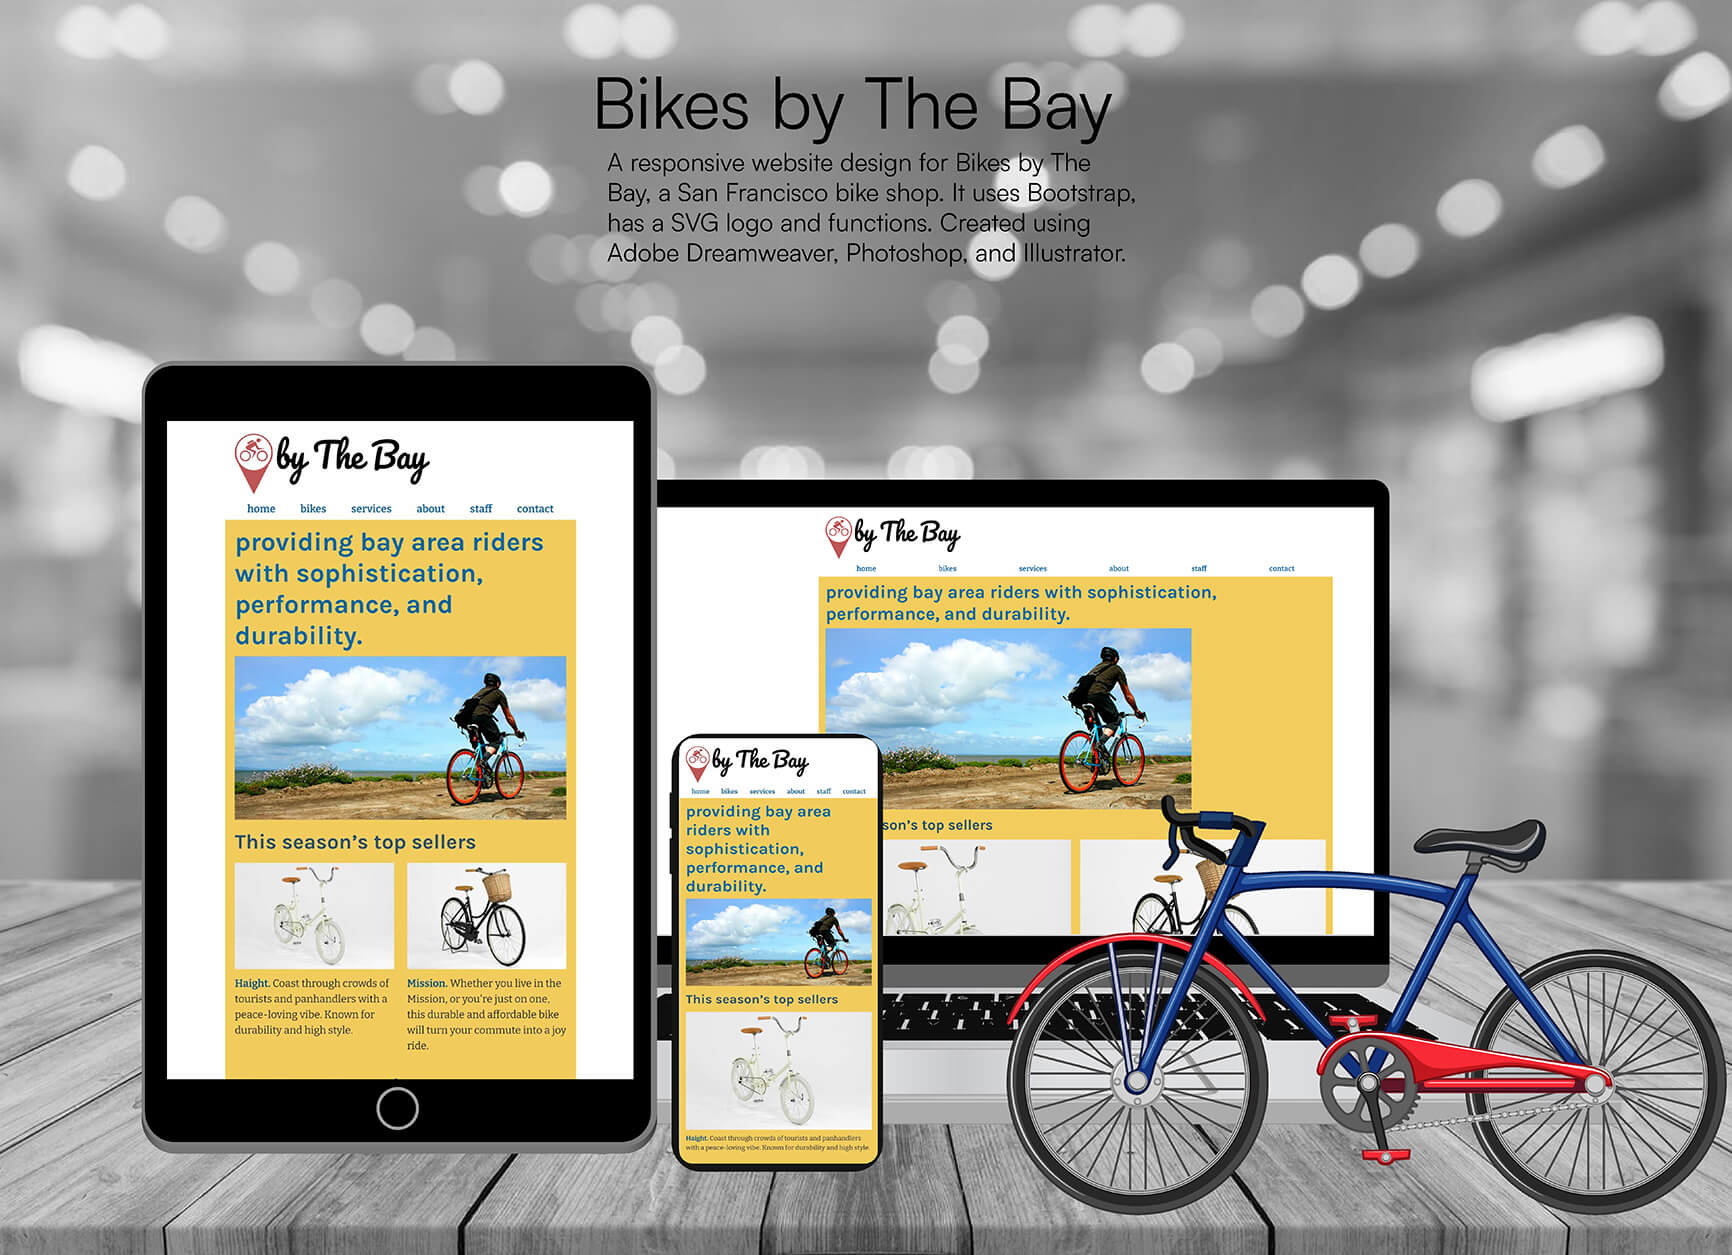 Bikes by The Bay
A responsive website design for Bikes by The
Bay, a San Francisco bike shop. It uses Bootstrap,
has a SVG logo and functions. Created using
Adobe Dreamweaver, Photoshop, and Illustrator.
by The Bay
home bikes services about staff contact
providing bay area riders
with sophistication,
performance, and
durability.
This season's top sellers
Haight. Coast through crowds of
tourists and panhandlers with a
peace-loving vibe. Known for
durability and high style.
Mission. Whether you live in the
Mission, or you're just on one,
this durable and affordable bike
will turn your commute into a joy
ride.
by The Bay
home bikes services about staff contact
providing bay area
riders with
sophistication,
performance, and
durability.
This season's top sellers
Haight. Coast through crowds of tourists and panhandlers
with a peace-loving vibe. Known for durability and high style.
by The Bay
home bikes services about staff contact
providing bay area riders with sophistication,
performance, and durability.
son's top sellers